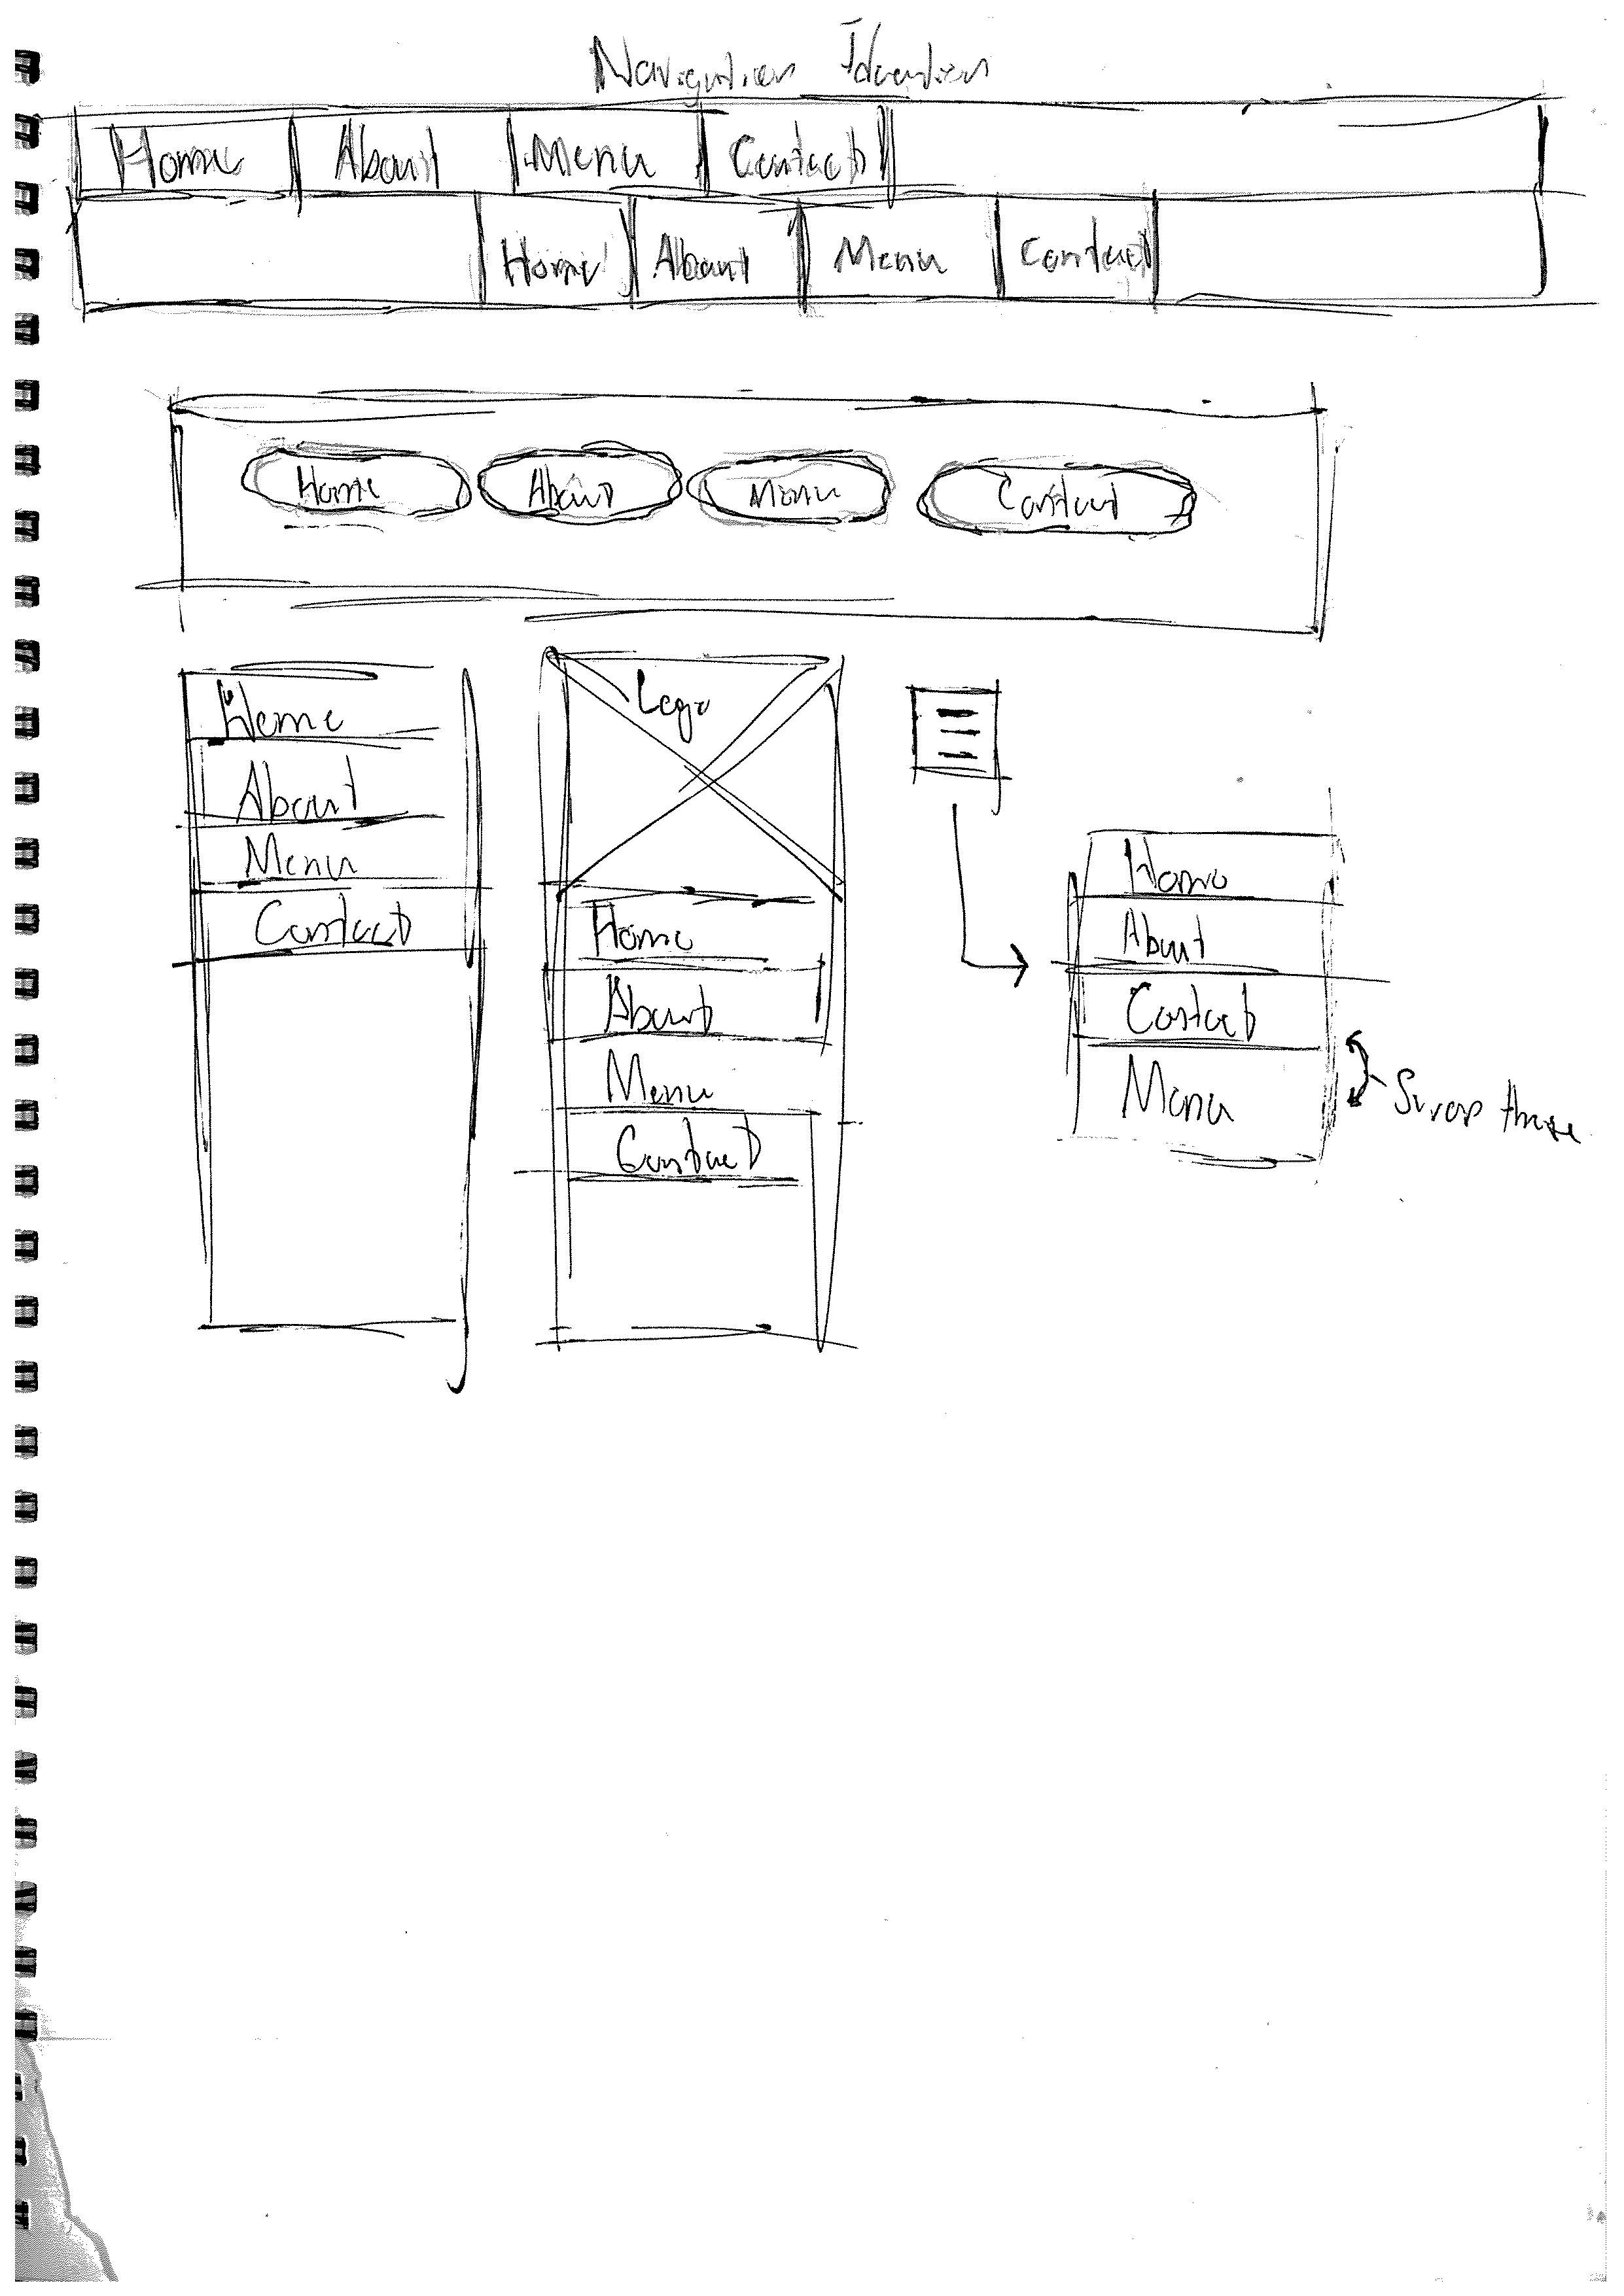 Navigation Ideation
Home About Menu Contact
Home About Menu Contact
Home About Menu Contact
Home
About
Menu
Contact
Logo
Home
About
Menu
Contact
Home
About
Contact
Menu
Swap these